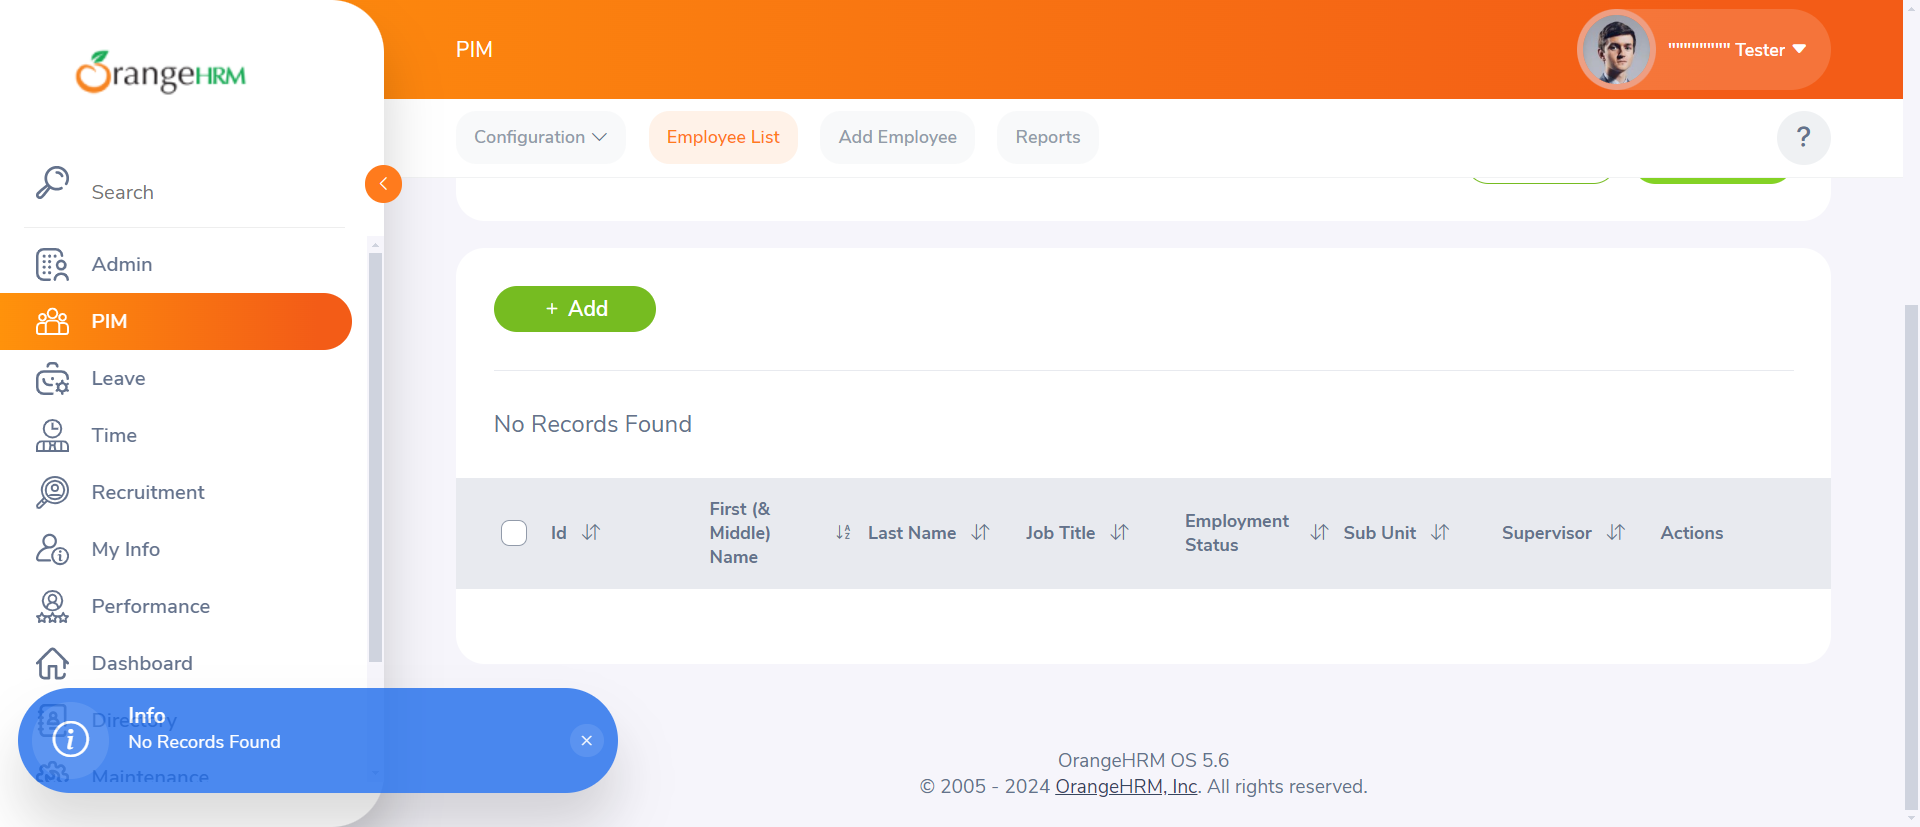 OrangeHRM
PIM
""""""""" Tester
Configuration
Employee List
Add Employee
Reports
?
Search
Admin
PIM
Leave
Time
Recruitment
My Info
Performance
Dashboard
Directory
Maintenance
+ Add
No Records Found
Id
First (&
Middle)
Name
Last Name
Job Title
Employment
Status
Sub Unit
Supervisor
Actions
Info
No Records Found
OrangeHRM OS 5.6
© 2005 - 2024 OrangeHRM, Inc. All rights reserved.